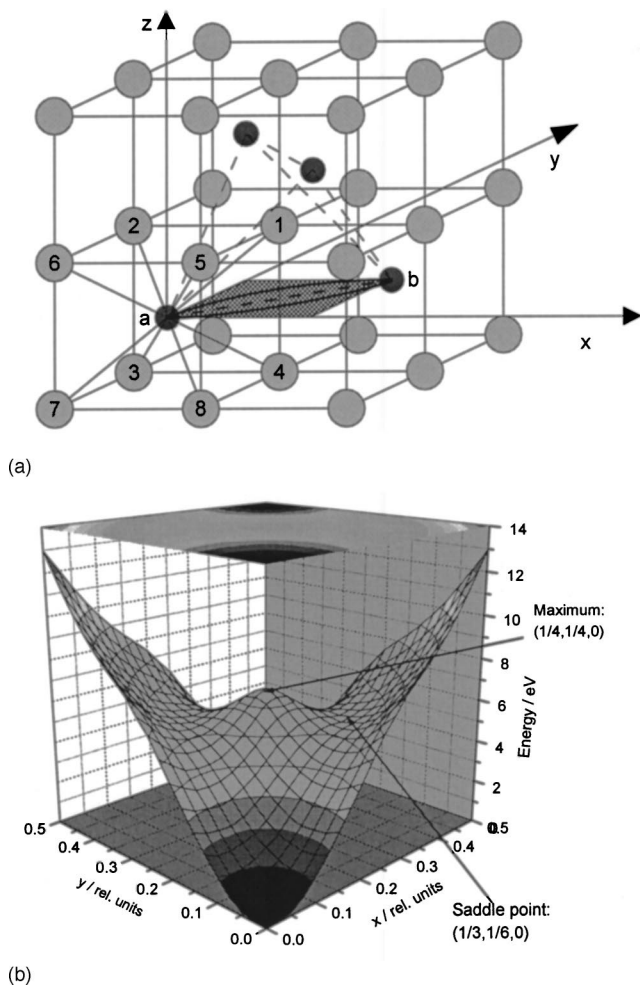 z
y
2
1
6
5
b
a
x
3
4
7
8
(a)
14
12
Maximum:
(1/4,1/4,0)
10
8
Energy / eV
6
4
2
0.5
0.5
0.4
0.4
0.3
0.3
0.2
0.2
0.1
0.1
0.0
0.0
y / rel. units
x / rel. units
Saddle point:
(1/3,1/6,0)
(b)